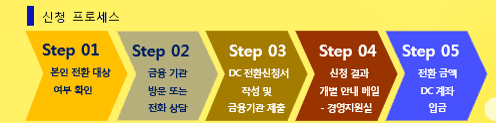 신청 프로세스
Step 01
본인 전환 대상
여부 확인
Step 02
금융 기관
방문 또는
전화 상담
Step 03
DC 전환신청서
작성 및
금융기관 제출
Step 04
신청 결과
개별 안내 메일
- 경영지원실
Step 05
전환 금액
DC 계좌
입금